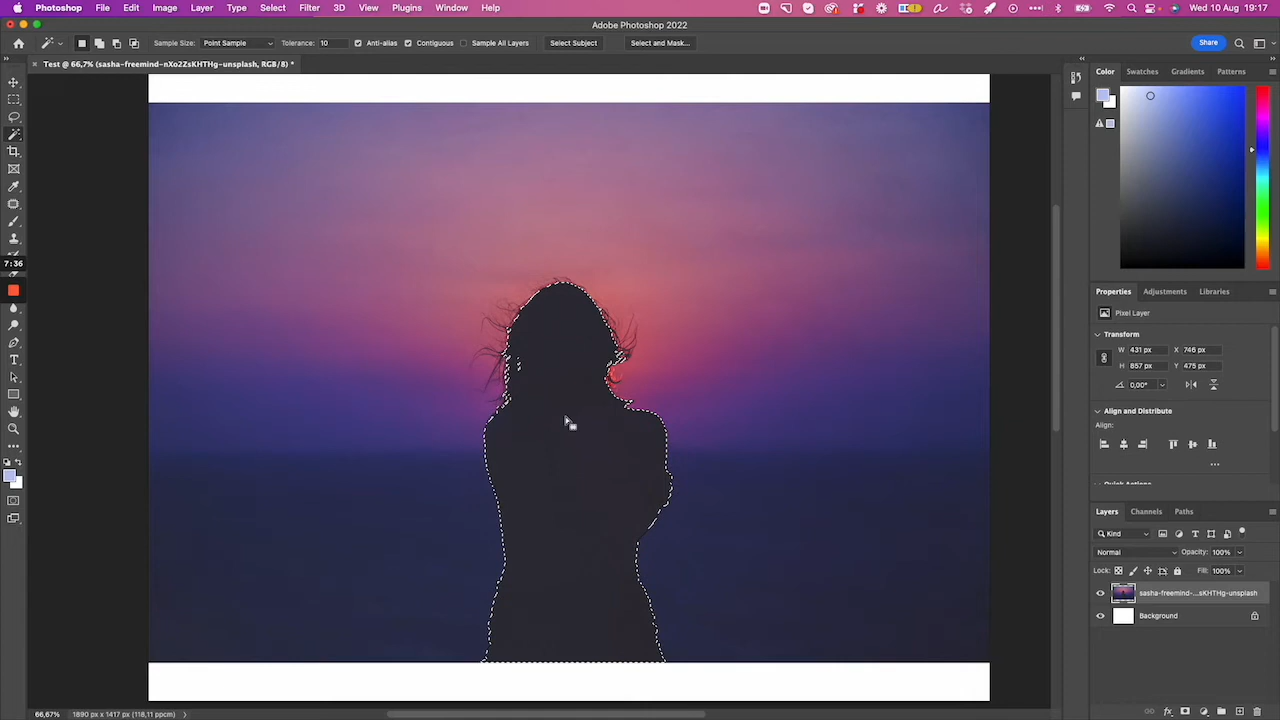 Photoshop File Edit Image Layer Type Select Filter 3D View Plugins Window Help Wed 10 Aug 19:17
Adobe Photoshop 2022
Sample Size: Point Sample Tolerance: 10 Anti-alias Contiguous Sample All Layers Select Subject Select and Mask... Share
Test @ 66,7% (sasha-freemind-nXo2ZsKHTHg-unsplash, RGB/8) *
Color Swatches Gradients Patterns
7:36
Properties Adjustments Libraries
Pixel Layer
Transform
W 431 px X 746 px
H 857 px Y 475 px
0,00°
Align and Distribute
Align:
Quick Actions
Layers Channels Paths
Kind
Normal Opacity: 100%
Lock: Fill: 100%
sasha-freemind-...sKHTHg-unsplash
Background
66,67% 1890 px x 1417 px (118,11 ppcm)